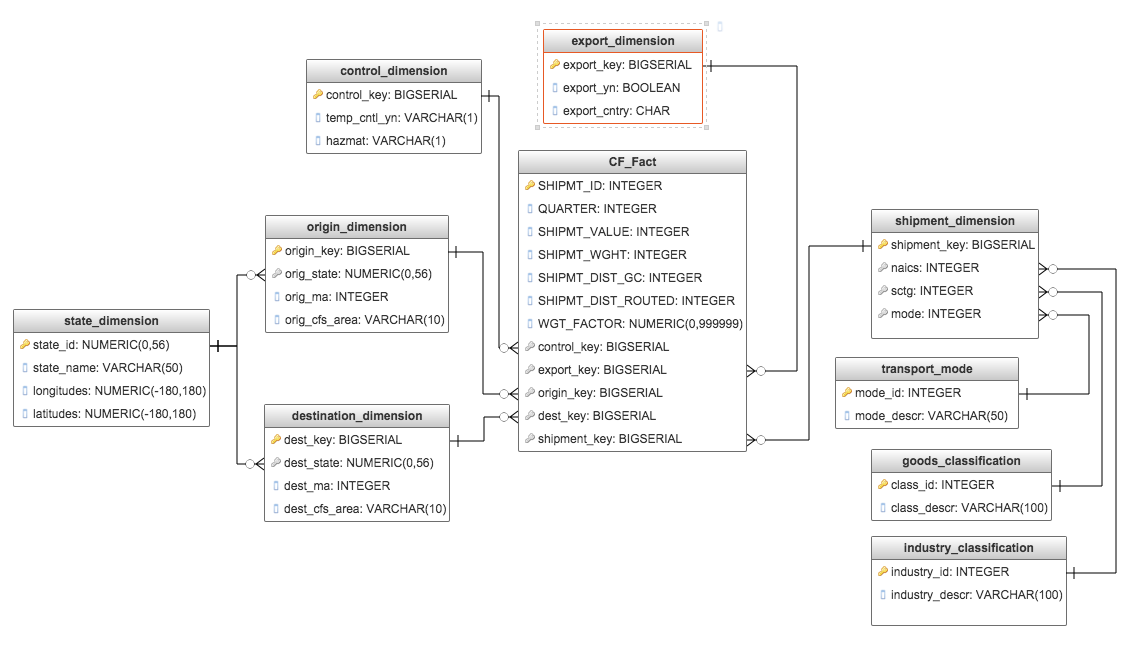 export_dimension
export_key: BIGSERIAL
export_yn: BOOLEAN
export_cntry: CHAR
control_dimension
control_key: BIGSERIAL
temp_cntl_yn: VARCHAR(1)
hazmat: VARCHAR(1)
CF_Fact
SHIPMT_ID: INTEGER
QUARTER: INTEGER
SHIPMT_VALUE: INTEGER
SHIPMT_WGHT: INTEGER
SHIPMT_DIST_GC: INTEGER
SHIPMT_DIST_ROUTED: INTEGER
WGT_FACTOR: NUMERIC(0,999999)
control_key: BIGSERIAL
export_key: BIGSERIAL
origin_key: BIGSERIAL
dest_key: BIGSERIAL
shipment_key: BIGSERIAL
origin_dimension
origin_key: BIGSERIAL
orig_state: NUMERIC(0,56)
orig_ma: INTEGER
orig_cfs_area: VARCHAR(10)
state_dimension
state_id: NUMERIC(0,56)
state_name: VARCHAR(50)
longitudes: NUMERIC(-180,180)
latitudes: NUMERIC(-180,180)
destination_dimension
dest_key: BIGSERIAL
dest_state: NUMERIC(0,56)
dest_ma: INTEGER
dest_cfs_area: VARCHAR(10)
shipment_dimension
shipment_key: BIGSERIAL
naics: INTEGER
sctg: INTEGER
mode: INTEGER
transport_mode
mode_id: INTEGER
mode_descr: VARCHAR(50)
goods_classification
class_id: INTEGER
class_descr: VARCHAR(100)
industry_classification
industry_id: INTEGER
industry_descr: VARCHAR(100)